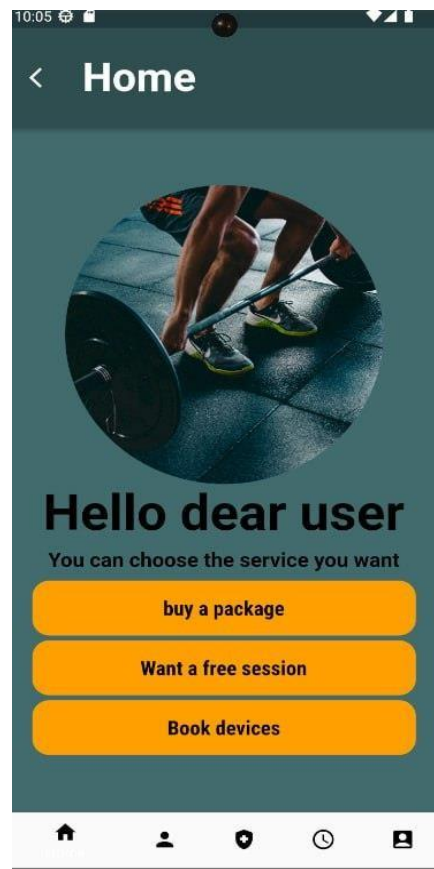 10:05
Home
Hello dear user
You can choose the service you want
buy a package
Want a free session
Book devices